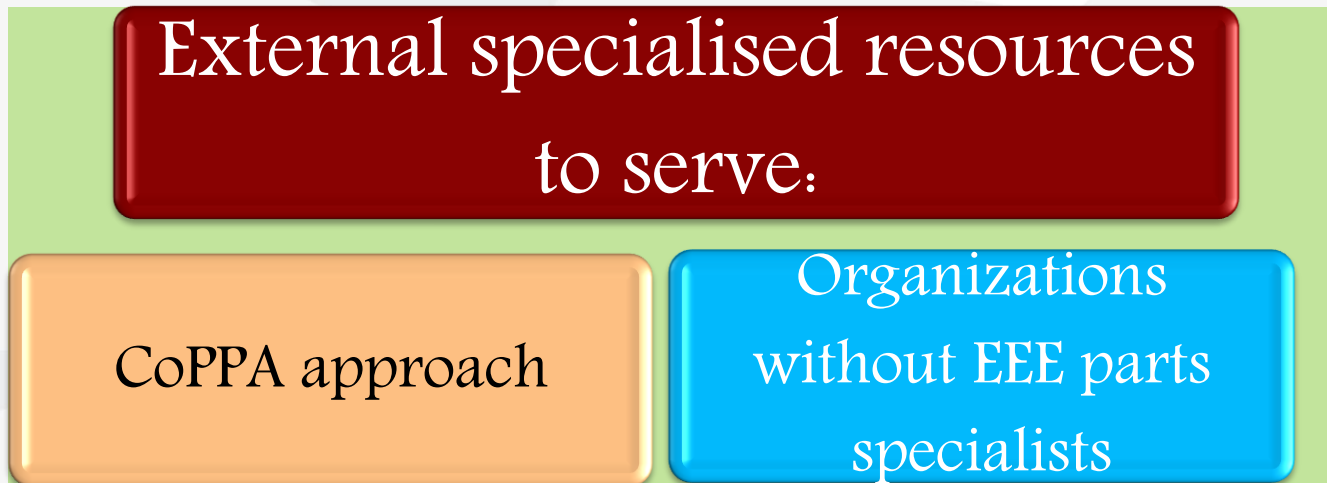 External specialised resources
to serve:
CoPPA approach
Organizations
without EEE parts
specialists